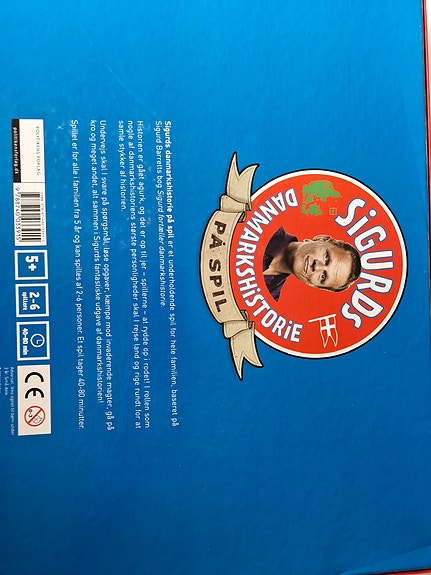 SIGURDS
DANMARKSHISTORIE
PÅ SPIL
Sigurds danmarkshistorie på spil er et underholdende spil for hele familien, baseret på
Sigurd Barretts bog Sigurd fortæller danmarkshistorie.
Historien er gået agurk, og det er op til jer – spillerne – at rydde op i rodet! I rollen som
nogle af danmarkshistoriens største personligheder skal I rejse land og rige rundt for at
samle stykker af historien.
Undervejs skal I svare på spørgsmål, løse opgaver, kæmpe mod invaderende magter, gå på
kro og meget andet, alt sammen i Sigurds fantastiske udgave af danmarkshistorien!
Spillet er for alle i familien fra 5 år og kan spilles af 2-6 personer. Et spil tager 40-80 minutter.
POLITIKENS FORLAG
politikensforlag.dk
5+
2-6
spillere
40-80 min
CE